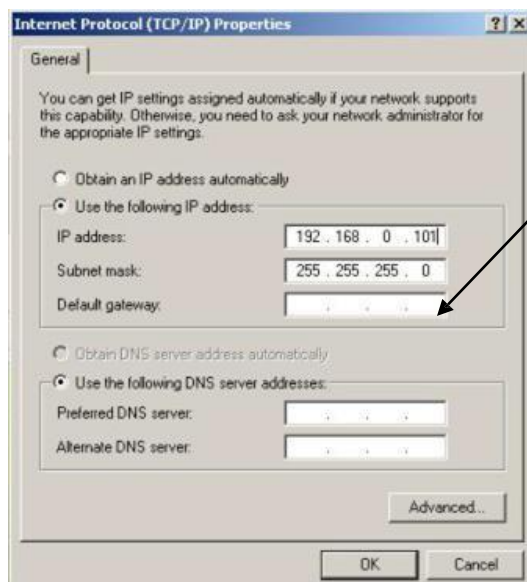 Internet Protocol (TCP/IP) Properties
General
You can get IP settings assigned automatically if your network supports
this capability. Otherwise, you need to ask your network administrator for
the appropriate IP settings.
Obtain an IP address automatically
Use the following IP address:
IP address: 192 . 168 . 0 . 101
Subnet mask: 255 . 255 . 255 . 0
Default gateway: . . .
Obtain DNS server address automatically
Use the following DNS server addresses:
Preferred DNS server: . . .
Alternate DNS server: . . .
Advanced...
OK Cancel